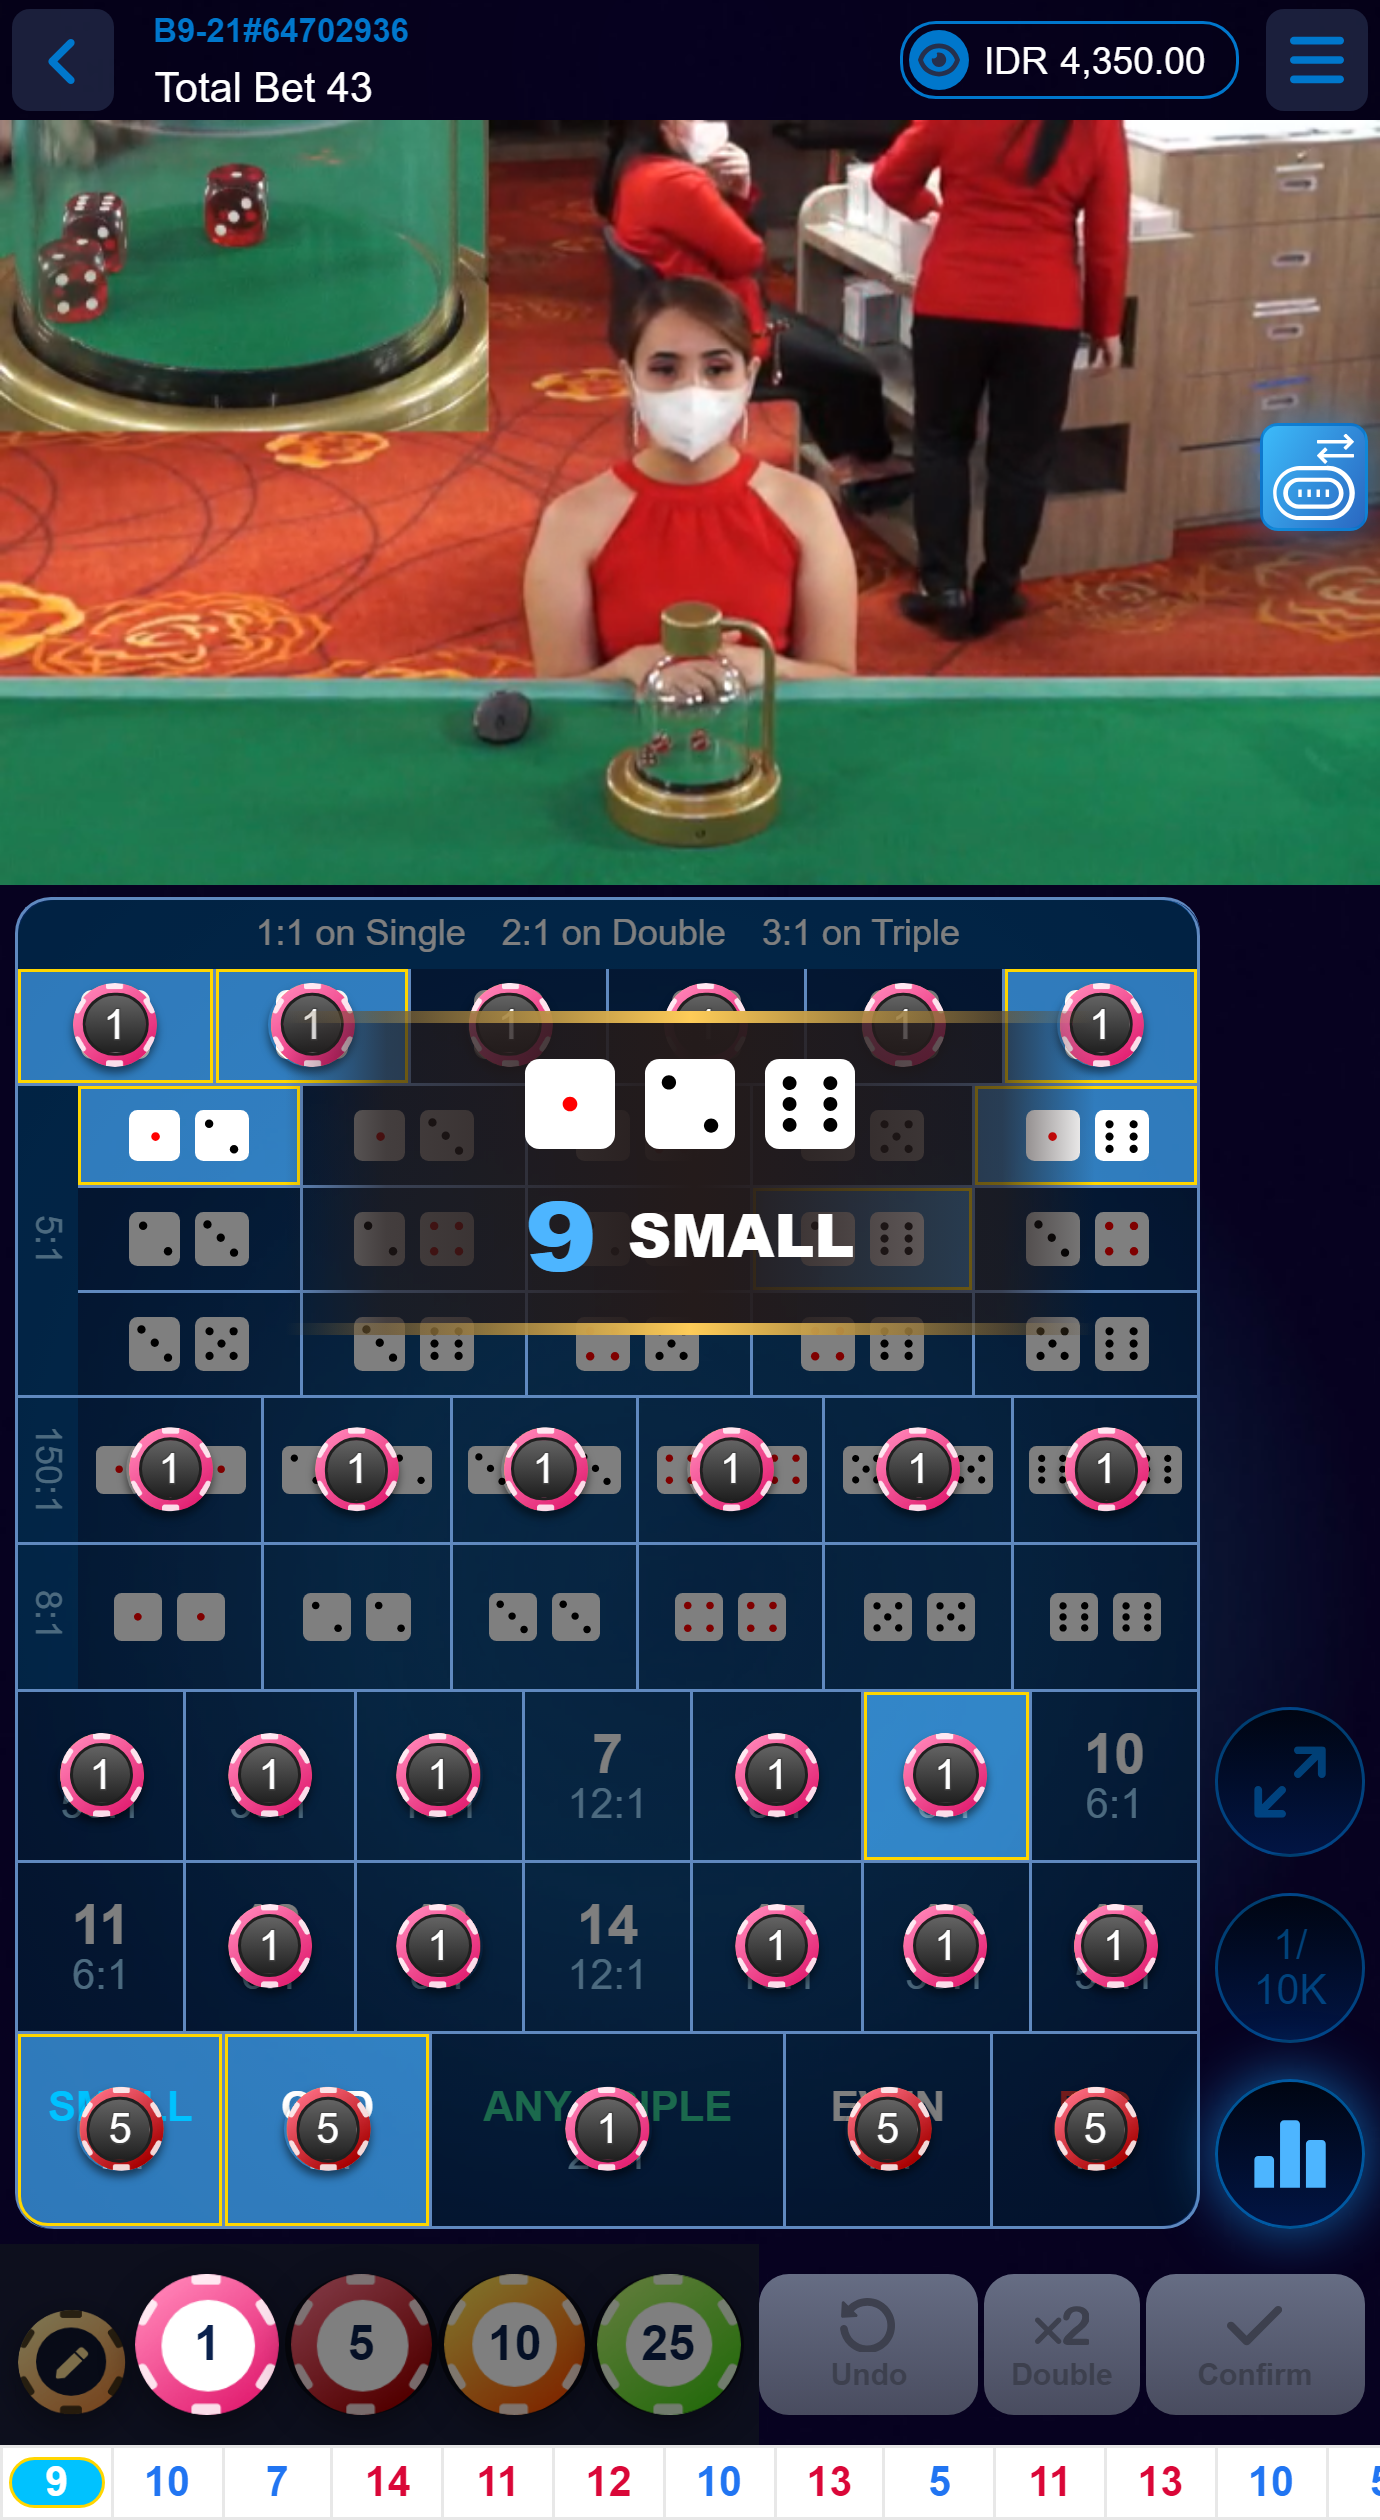 B9-21#64702936
Total Bet 43
IDR 4,350.00
1:1 on Single 2:1 on Double 3:1 on Triple
1 1 1 1 1 1
9 SMALL
5:1
150:1
1 1 1 1 1 1
8:1
1 1 1 7 1 1 10
12:1 6:1
11 1 1 14 1 1 1
6:1 12:1
1/
10K
5 5 1 5 5
1 5 10 25
Undo
x2
Double
Confirm
9 10 7 14 11 12 10 13 5 11 13 10